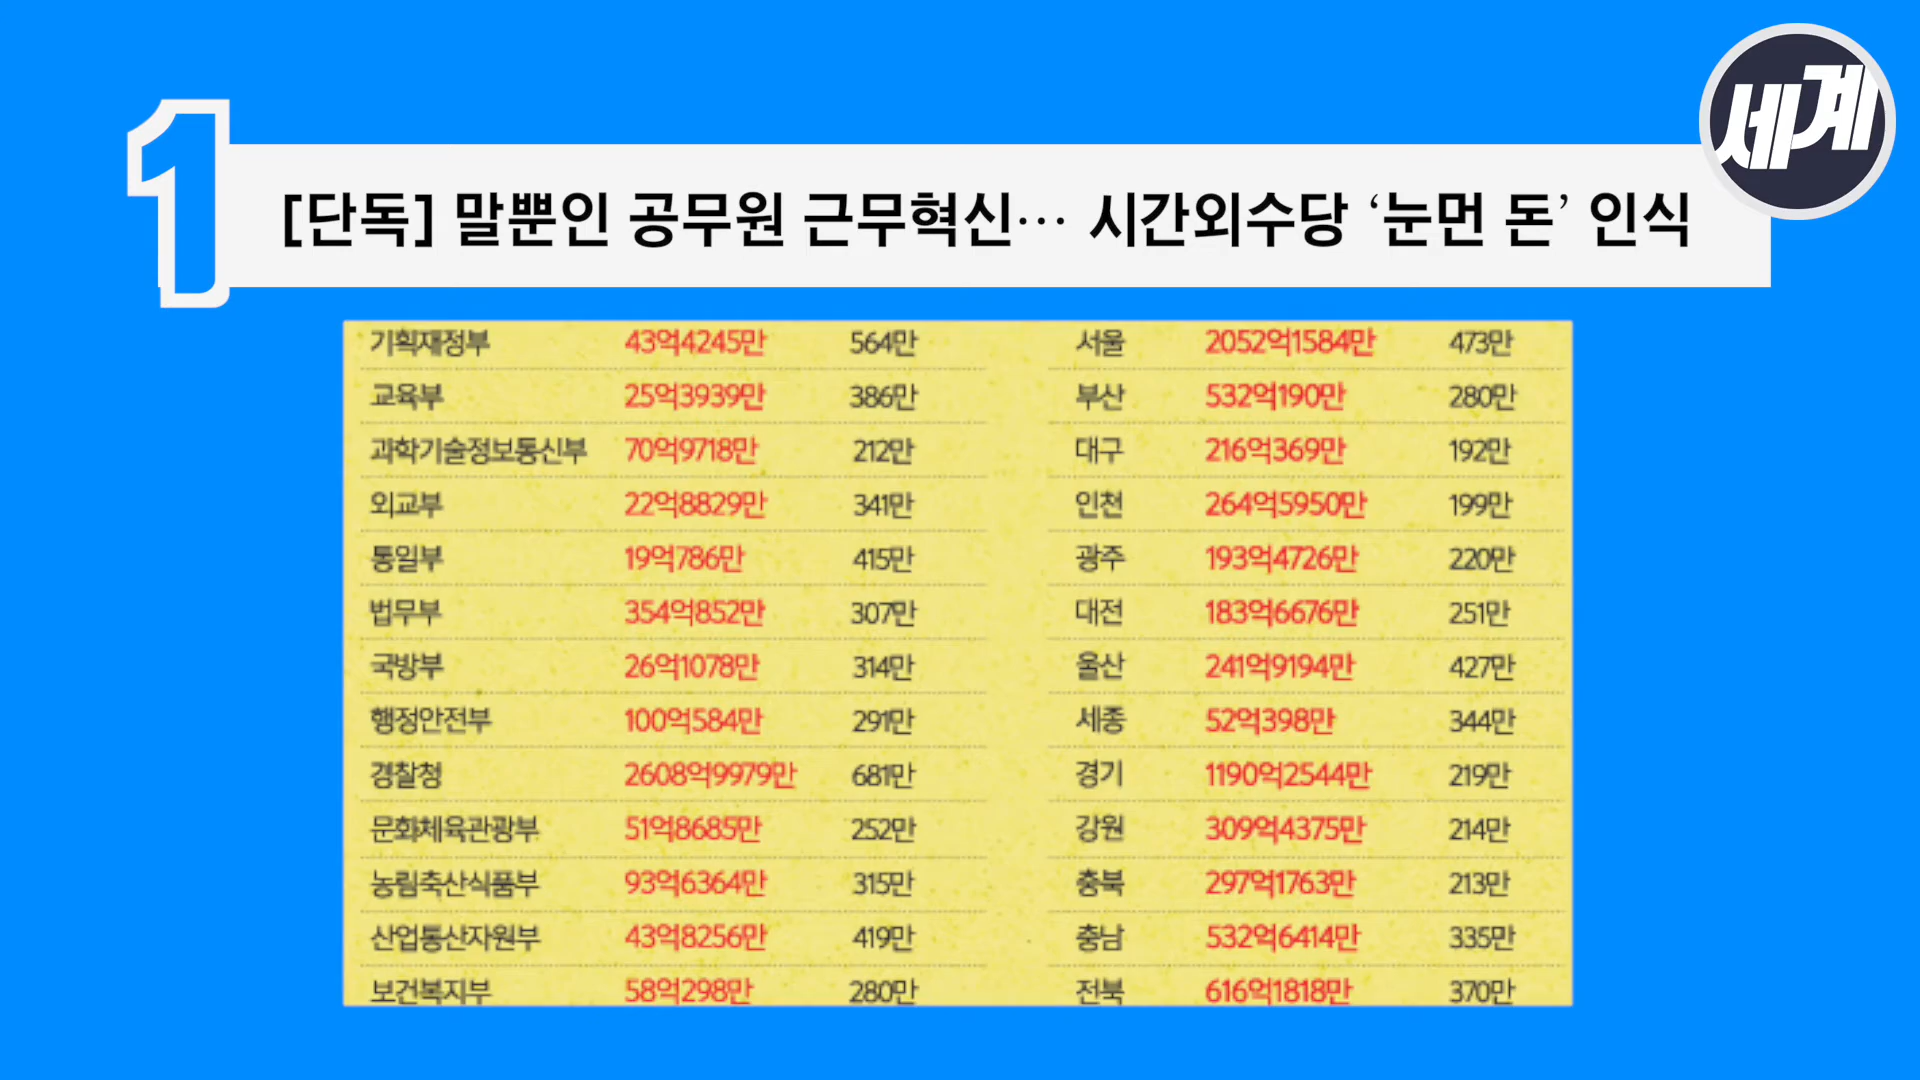 세계
1
[단독] 말뿐인 공무원 근무혁신… 시간외수당 ‘눈먼 돈’ 인식
기획재정부 43억4245만 564만 서울 2052억1584만 473만
교육부 25억3939만 386만 부산 532억190만 280만
과학기술정보통신부 70억9718만 212만 대구 216억369만 192만
외교부 22억8829만 341만 인천 264억5950만 199만
통일부 19억786만 415만 광주 193억4726만 220만
법무부 354억852만 307만 대전 183억6676만 251만
국방부 26억1078만 314만 울산 241억9194만 427만
행정안전부 100억584만 291만 세종 52억398만 344만
경찰청 2608억9979만 681만 경기 1190억2544만 219만
문화체육관광부 51억8685만 252만 강원 309억4375만 214만
농림축산식품부 93억6364만 315만 충북 297억1763만 213만
산업통산자원부 43억8256만 419만 충남 532억6414만 335만
보건복지부 58억298만 280만 전북 616억1818만 370만